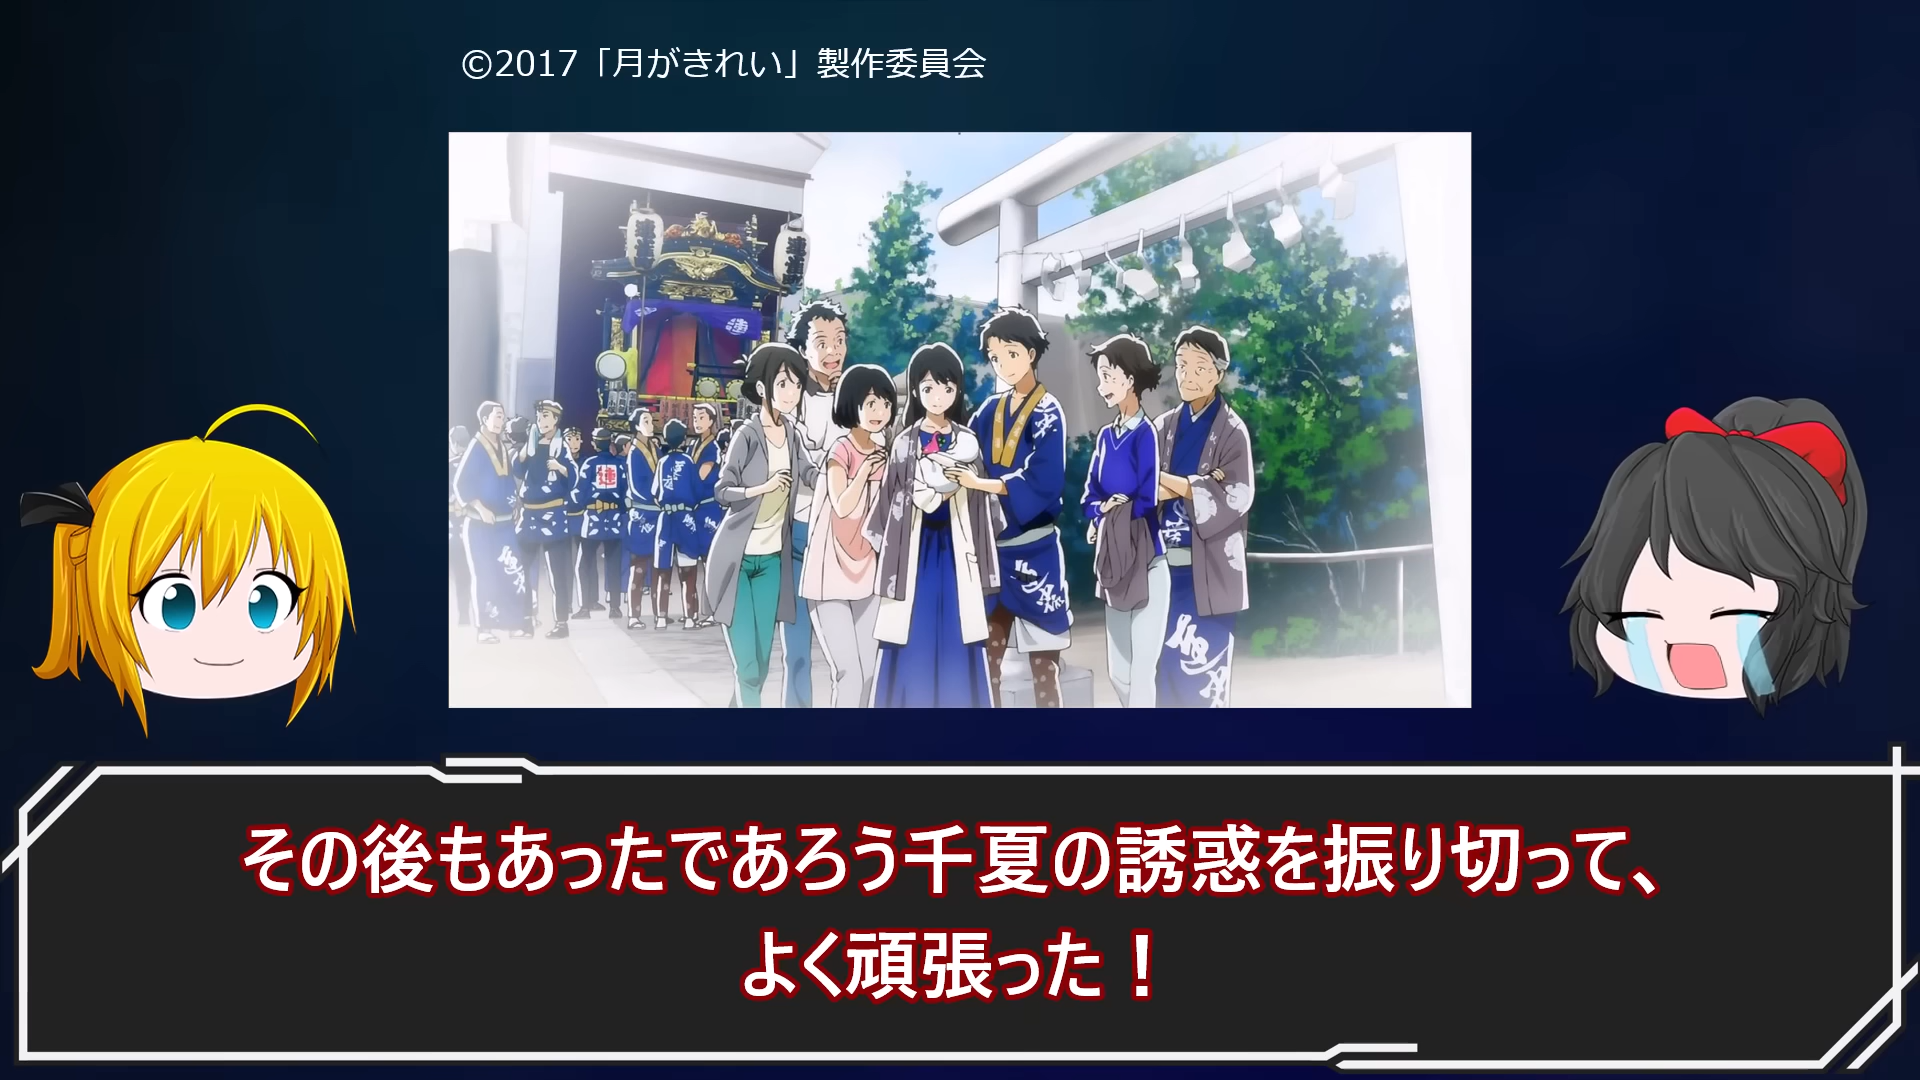 ©2017「月がきれい」製作委員会
連
その後もあったであろう千夏の誘惑を振り切って、
よく頑張った！